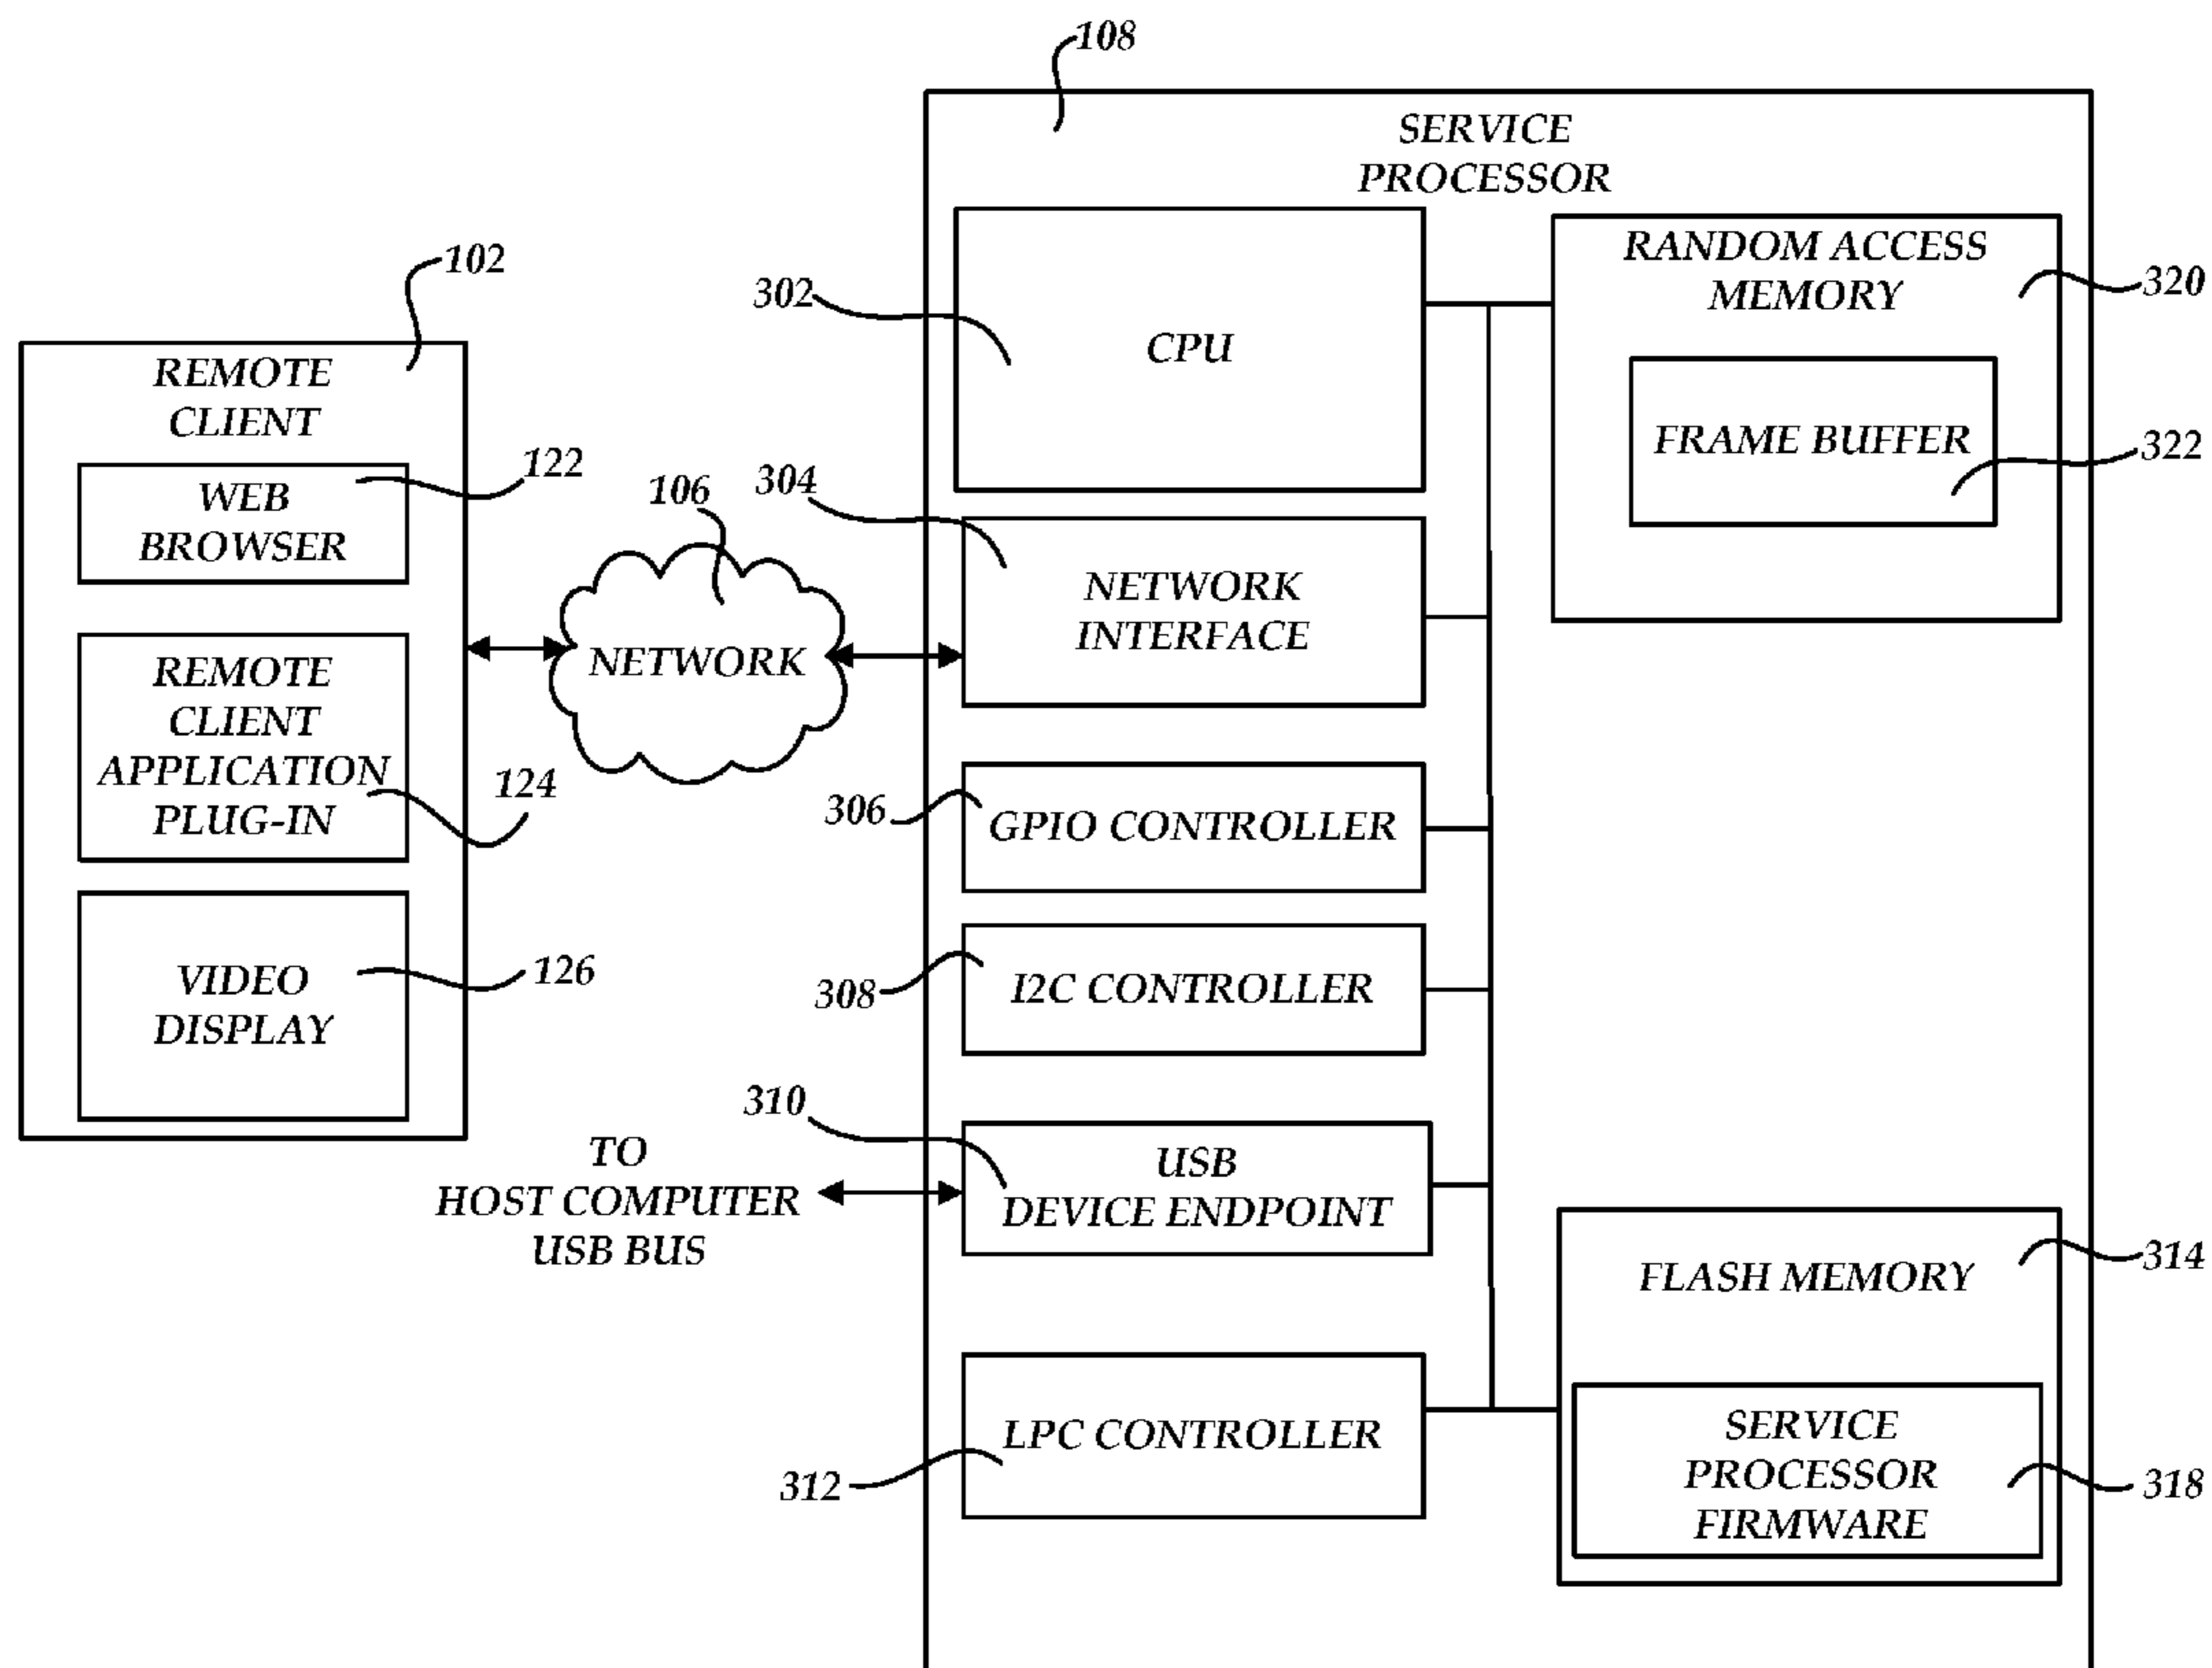 108
SERVICE
PROCESSOR
102
REMOTE
CLIENT
WEB
BROWSER
122
REMOTE
CLIENT
APPLICATION
PLUG-IN
124
VIDEO
DISPLAY
126
106
NETWORK
302
CPU
304
NETWORK
INTERFACE
306
GPIO CONTROLLER
308
I2C CONTROLLER
310
USB
DEVICE ENDPOINT
TO
HOST COMPUTER
USB BUS
312
LPC CONTROLLER
RANDOM ACCESS
MEMORY
320
FRAME BUFFER
322
FLASH MEMORY
314
SERVICE
PROCESSOR
FIRMWARE
318